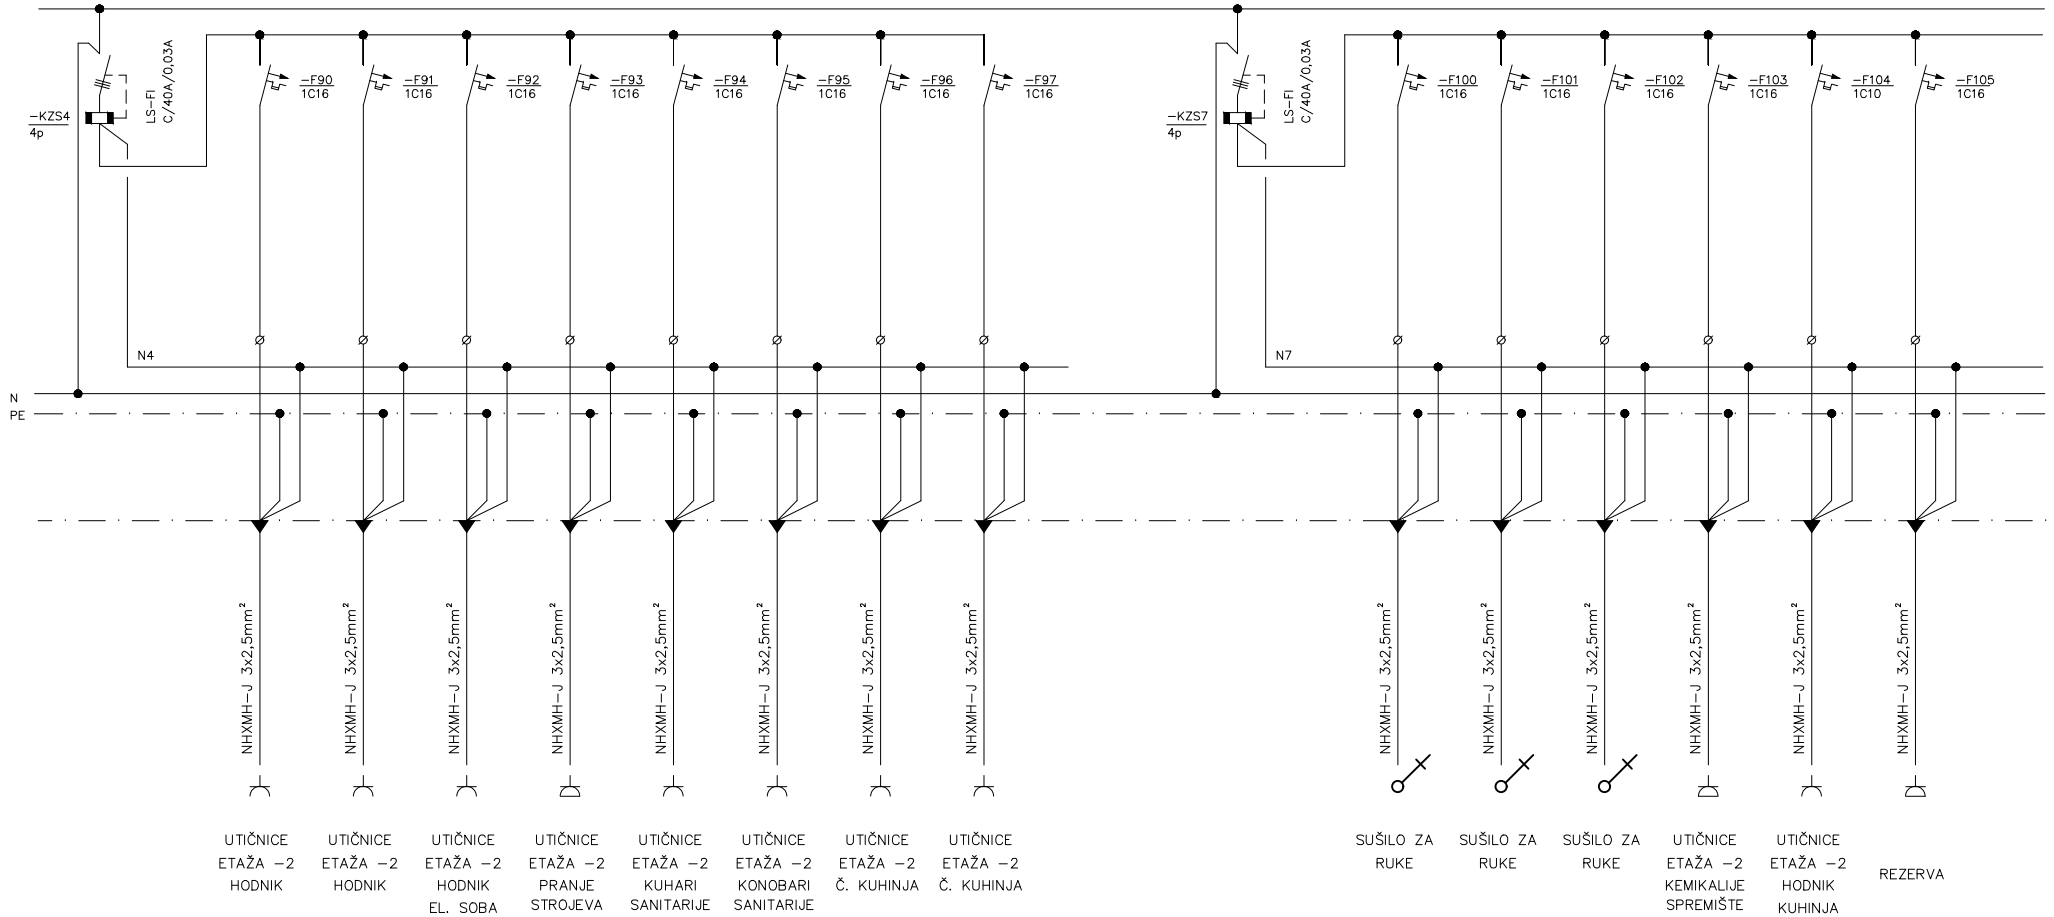 -KZS4
4p
LS-FI
C/40A/0,03A
-F90
1C16
-F91
1C16
-F92
1C16
-F93
1C16
-F94
1C16
-F95
1C16
-F96
1C16
-F97
1C16
-KZS7
4p
LS-FI
C/40A/0,03A
-F100
1C16
-F101
1C16
-F102
1C16
-F103
1C16
-F104
1C10
-F105
1C16
N4
N7
N
PE
NHXMH-J 3x2,5mm²
NHXMH-J 3x2,5mm²
NHXMH-J 3x2,5mm²
NHXMH-J 3x2,5mm²
NHXMH-J 3x2,5mm²
NHXMH-J 3x2,5mm²
NHXMH-J 3x2,5mm²
NHXMH-J 3x2,5mm²
NHXMH-J 3x2,5mm²
NHXMH-J 3x2,5mm²
NHXMH-J 3x2,5mm²
NHXMH-J 3x2,5mm²
NHXMH-J 3x2,5mm²
NHXMH-J 3x2,5mm²
UTIČNICE
ETAŽA -2
HODNIK
UTIČNICE
ETAŽA -2
HODNIK
UTIČNICE
ETAŽA -2
HODNIK
EL. SOBA
UTIČNICE
ETAŽA -2
PRANJE
STROJEVA
UTIČNICE
ETAŽA -2
KUHARI
SANITARIJE
UTIČNICE
ETAŽA -2
KONOBARI
SANITARIJE
UTIČNICE
ETAŽA -2
Č. KUHINJA
UTIČNICE
ETAŽA -2
Č. KUHINJA
SUŠILO ZA
RUKE
SUŠILO ZA
RUKE
SUŠILO ZA
RUKE
UTIČNICE
ETAŽA -2
KEMIKALIJE
SPREMIŠTE
UTIČNICE
ETAŽA -2
HODNIK
KUHINJA
REZERVA